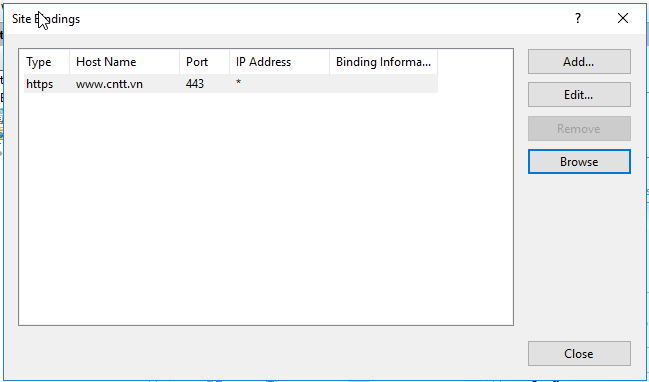 Site Bindings
?
Type Host Name Port IP Address Binding Informa...
https www.cntt.vn 443 *
Add...
Edit...
Remove
Browse
Close